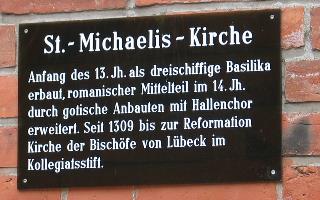 St.-Michaelis-Kirche
Anfang des 13.Jh. als dreischiffige Basilika
erbaut, romanischer Mittelteil im 14. Jh.
durch gotische Anbauten mit Hallenchor
erweitert. Seit 1309 bis zur Reformation
Kirche der Bischöfe von Lübeck im
Kollegiatsstift.